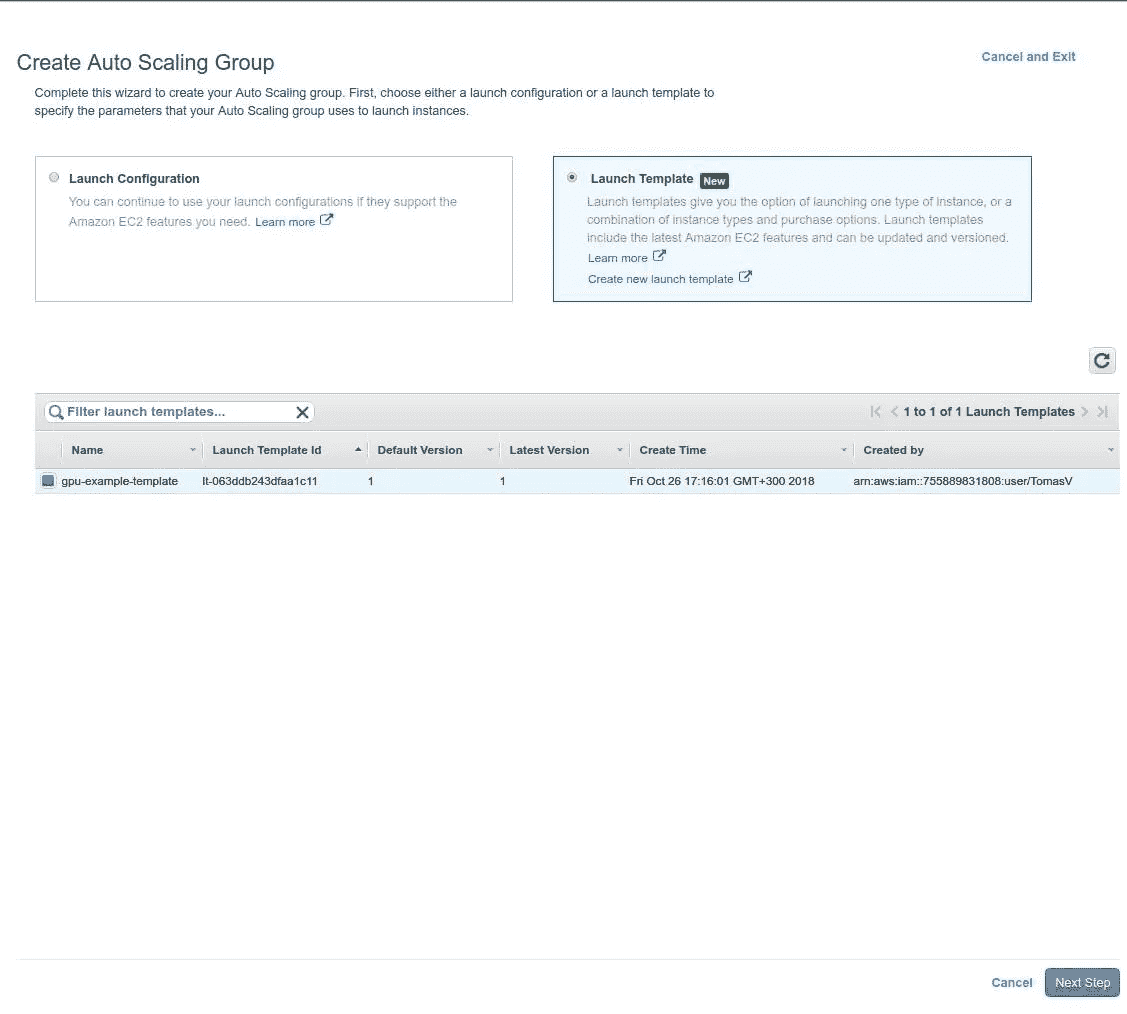 Create Auto Scaling Group
Cancel and Exit
Complete this wizard to create your Auto Scaling group. First, choose either a launch configuration or a launch template to
specify the parameters that your Auto Scaling group uses to launch instances.
Launch Configuration
You can continue to use your launch configurations if they support the
Amazon EC2 features you need. Learn more
Launch Template New
Launch templates give you the option of launching one type of instance, or a
combination of instance types and purchase options. Launch templates
include the latest Amazon EC2 features and can be updated and versioned.
Learn more
Create new launch template
Filter launch templates...
1 to 1 of 1 Launch Templates
Name Launch Template Id Default Version Latest Version Create Time Created by
gpu-example-template lt-063ddb243dfaa1c11 1 1 Fri Oct 26 17:16:01 GMT+300 2018 arn:aws:iam::755889831808:user/TomasV
Cancel Next Step